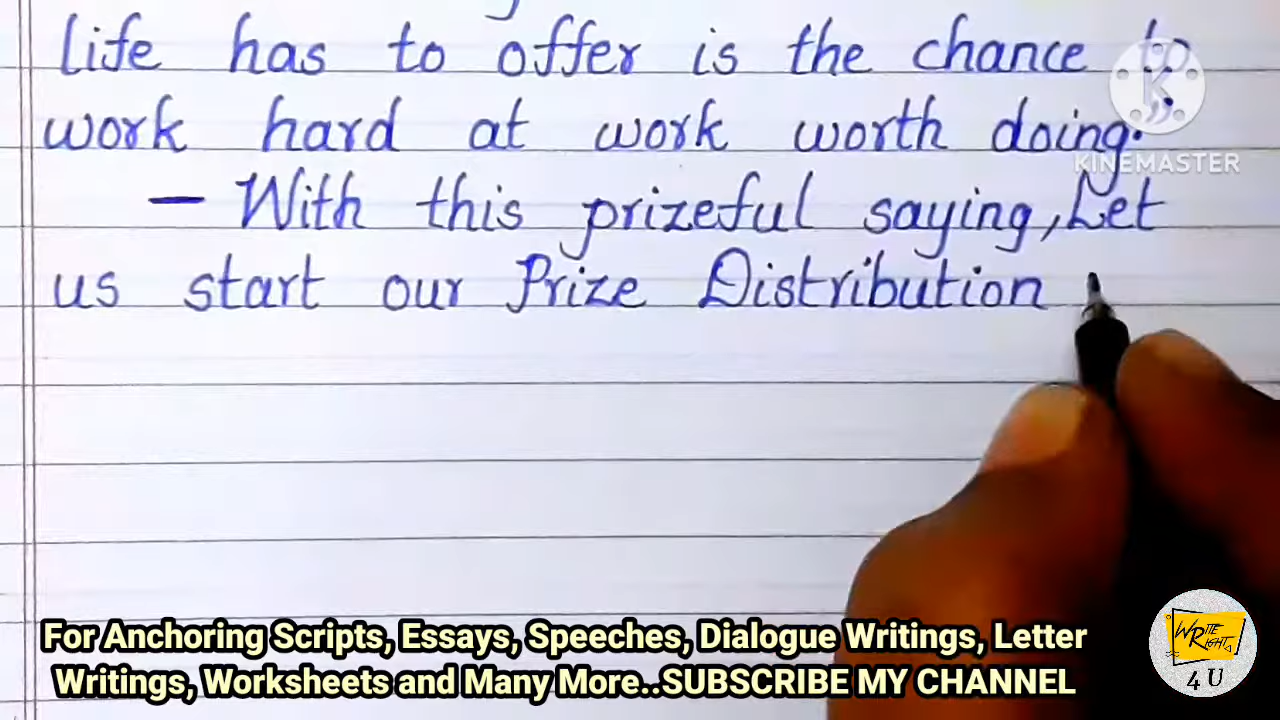 life has to offer is the chance to
work hard at work worth doing.
— With this prizeful saying, Let
us start our Prize Distribution
KINEMASTER
For Anchoring Scripts, Essays, Speeches, Dialogue Writings, Letter
Writings, Worksheets and Many More..SUBSCRIBE MY CHANNEL
WRITE
RIGHT
4 U